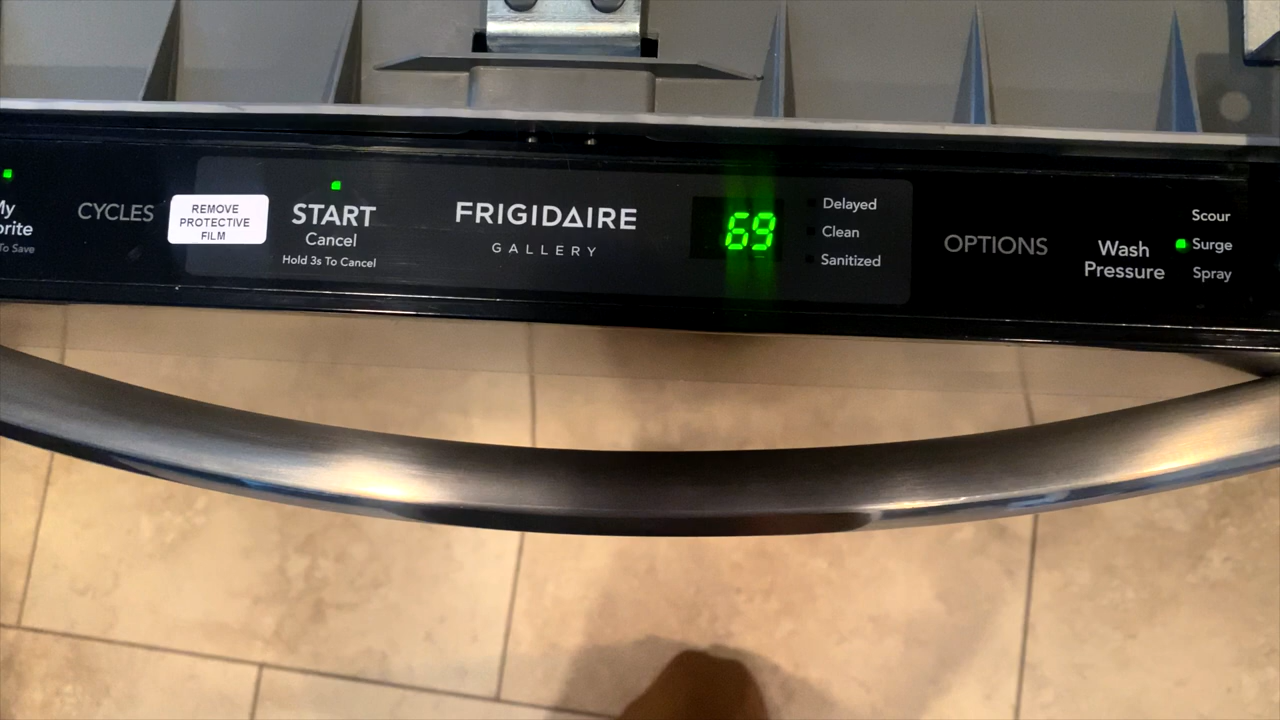 My
orite
To Save
CYCLES
REMOVE
PROTECTIVE
FILM
START
Cancel
Hold 3s To Cancel
FRIGIDAIRE
GALLERY
69
Delayed
Clean
Sanitized
OPTIONS
Wash
Pressure
Scour
Surge
Spray